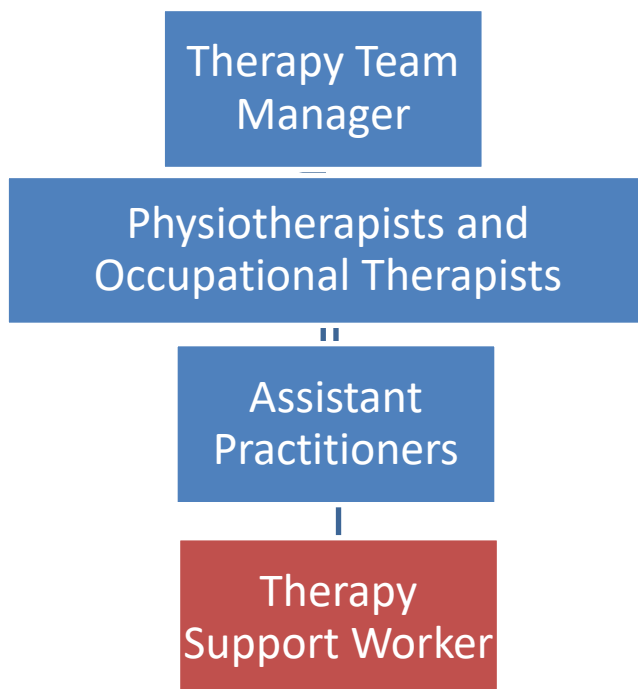 Therapy Team
Manager
Physiotherapists and
Occupational Therapists
Assistant
Practitioners
Therapy
Support Worker